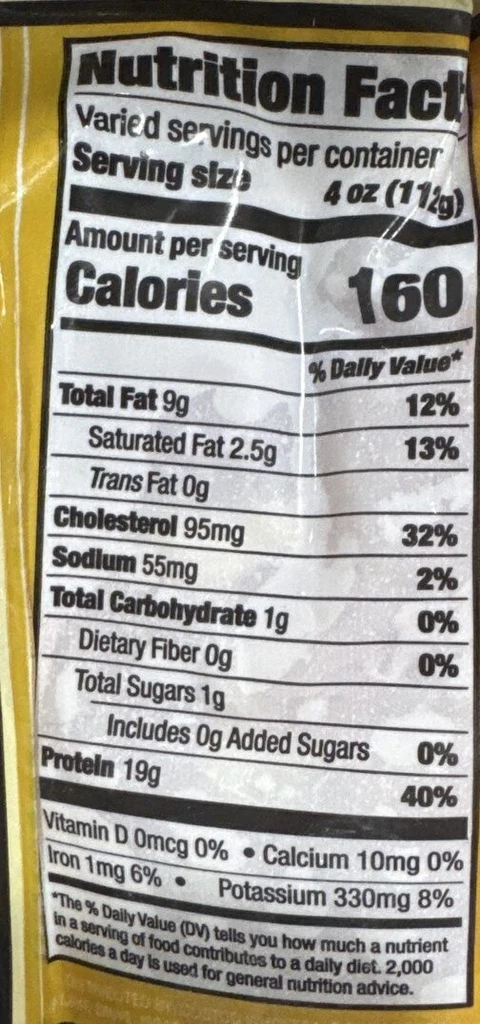 Nutrition Fact
Varied servings per container
Serving size 4 oz (112g)
Amount per serving
Calories 160
% Daily Value*
Total Fat 9g 12%
Saturated Fat 2.5g 13%
Trans Fat 0g
Cholesterol 95mg 32%
Sodium 55mg 2%
Total Carbohydrate 1g 0%
Dietary Fiber 0g 0%
Total Sugars 1g
Includes 0g Added Sugars 0%
Protein 19g 40%
Vitamin D 0mcg 0% • Calcium 10mg 0%
Iron 1mg 6% • Potassium 330mg 8%
*The % Daily Value (DV) tells you how much a nutrient
in a serving of food contributes to a daily diet. 2,000
calories a day is used for general nutrition advice.